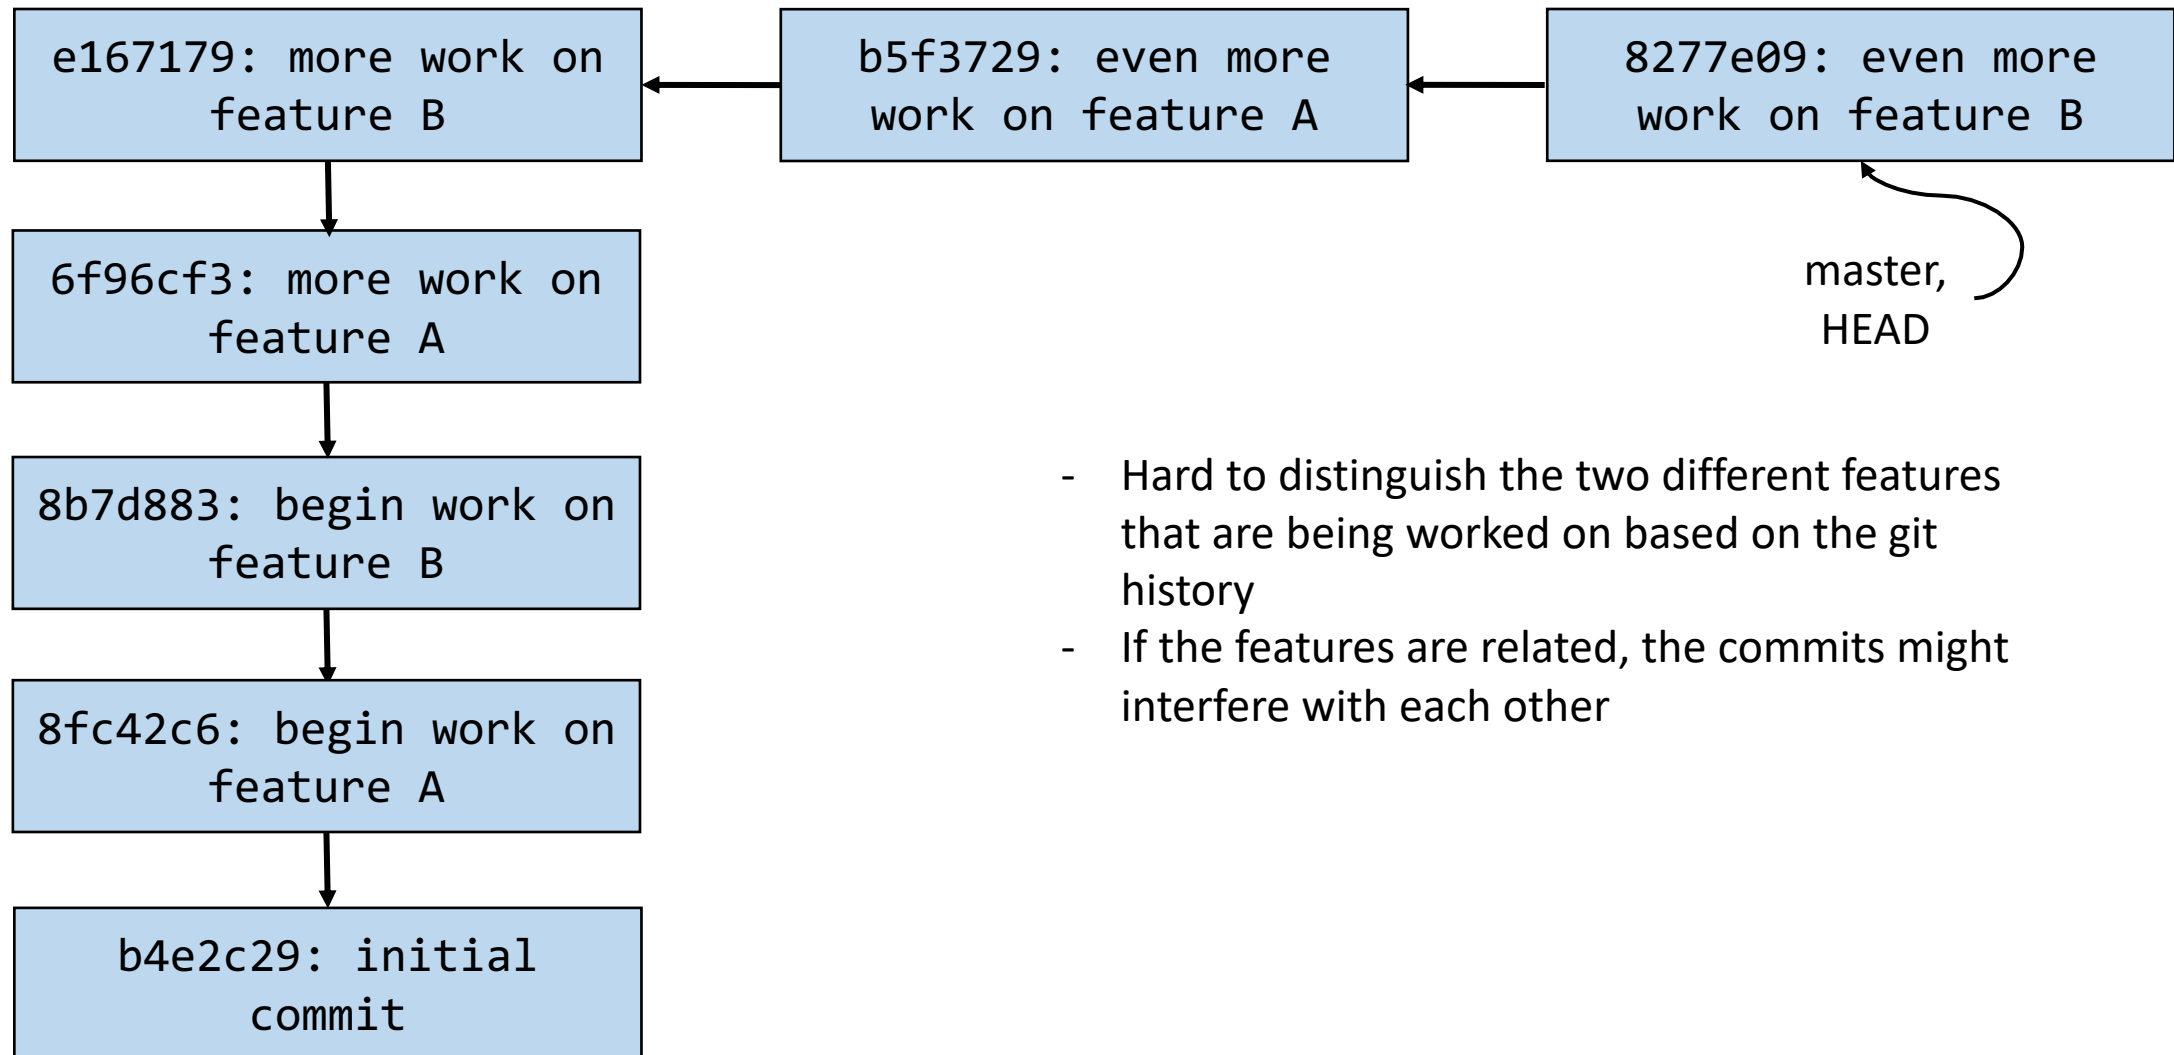 e167179: more work on
feature B
b5f3729: even more
work on feature A
8277e09: even more
work on feature B
6f96cf3: more work on
feature A
master,
HEAD
8b7d883: begin work on
feature B
- Hard to distinguish the two different features
that are being worked on based on the git
history
- If the features are related, the commits might
interfere with each other
8fc42c6: begin work on
feature A
b4e2c29: initial
commit